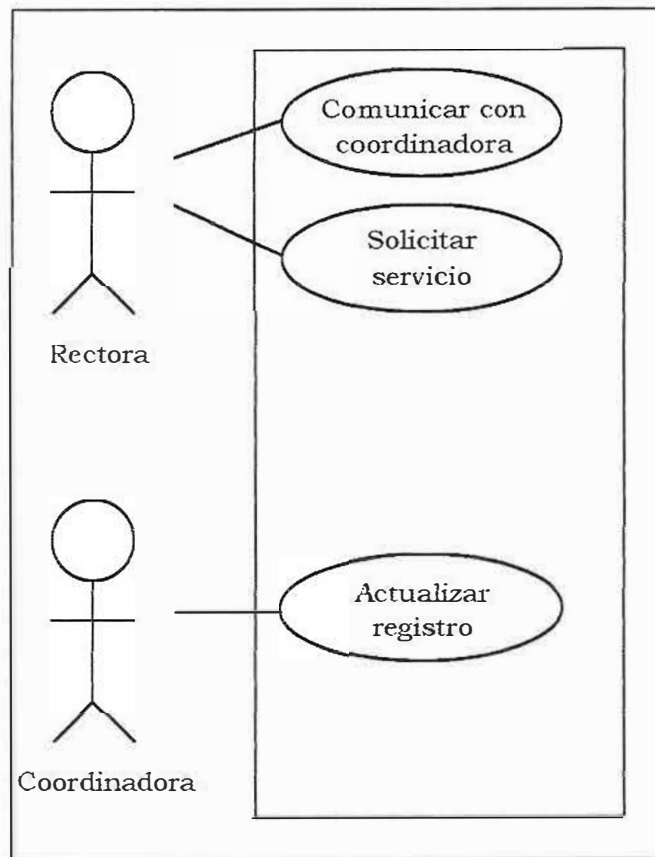 Comunicar con
coordinadora
Solicitar
servicio
Rectora
Actualizar
registro
Coordinadora